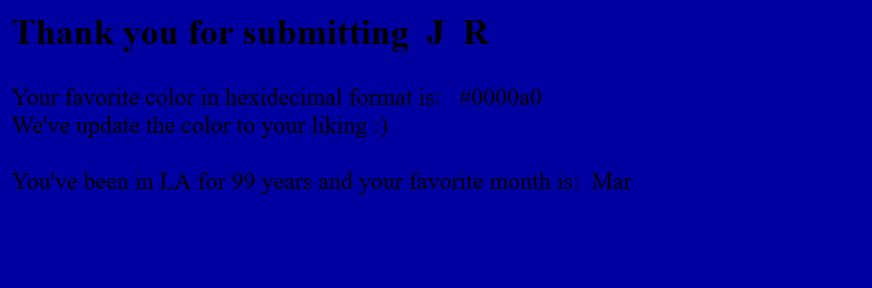 Thank you for submitting J R
Your favorite color in hexidecimal format is: #0000a0
We've update the color to your liking :)
You've been in LA for 99 years and your favorite month is: Mar